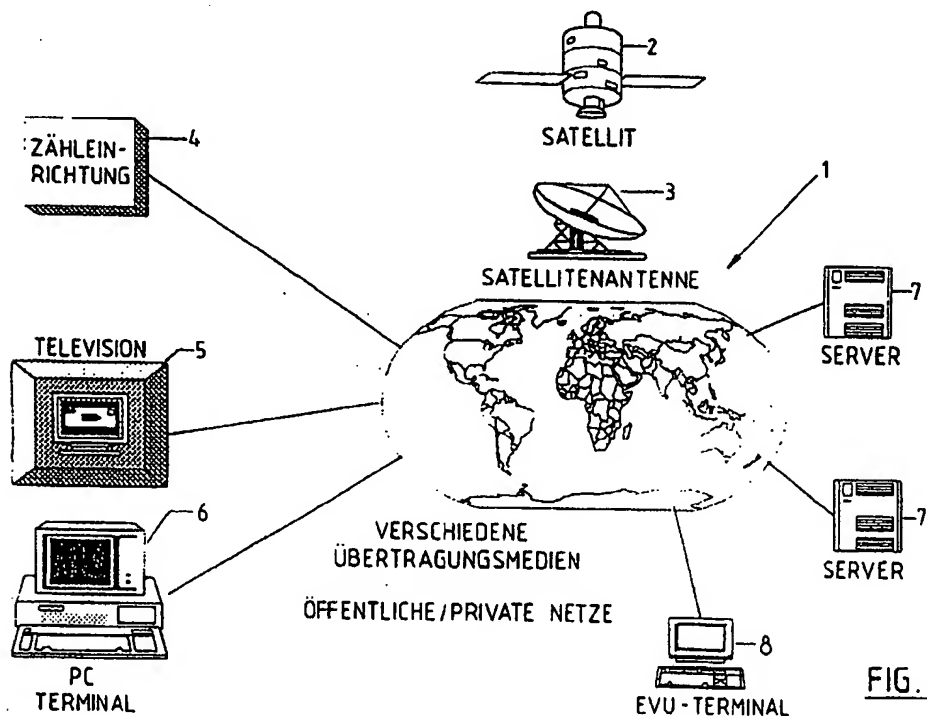 2
SATELLIT
4
ZÄHLEIN-
RICHTUNG
3
1
SATELLITENANTENNE
7
SERVER
TELEVISION
5
7
SERVER
6
VERSCHIEDENE
ÜBERTRAGUNGSMEDIEN
ÖFFENTLICHE/PRIVATE NETZE
8
PC
TERMINAL
EVU-TERMINAL
FIG.